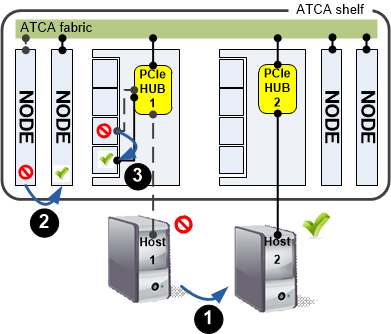 ATCA shelf
ATCA fabric
NODE
NODE
PCIe
HUB
1
PCIe
HUB
2
NODE
NODE
3
2
Host
1
Host
2
1